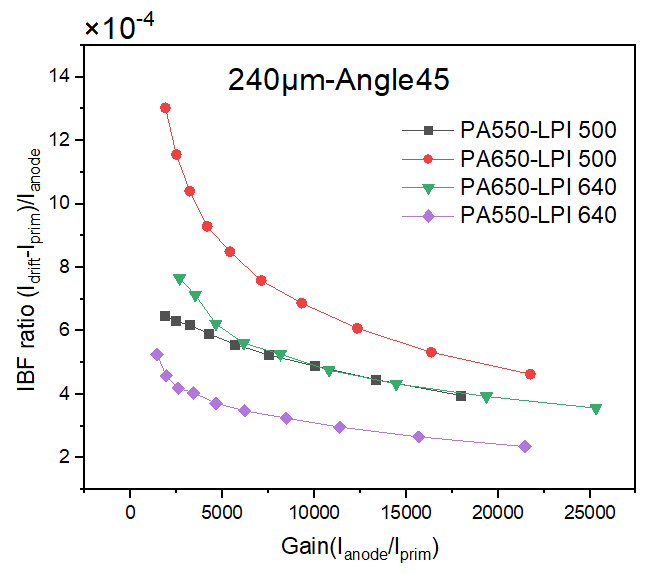 ×10⁻⁴
240μm-Angle45
PA550-LPI 500
PA650-LPI 500
PA650-LPI 640
PA550-LPI 640
14
12
10
8
6
4
2
IBF ratio (I_drift-I_prim)/I_anode
0 5000 10000 15000 20000 25000
Gain(I_anode/I_prim)